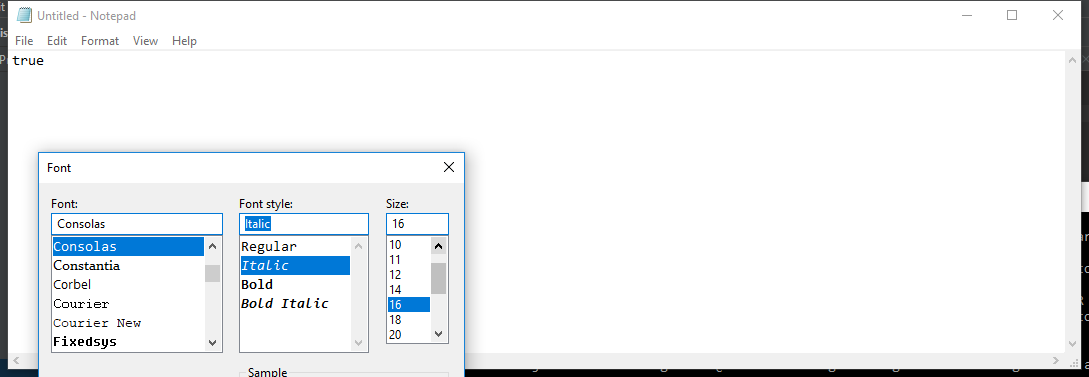 Untitled - Notepad
File Edit Format View Help
true
Font
Font: Font style: Size:
Consolas Italic 16
Consolas Regular 10
Constantia Italic 11
Corbel Bold 12
Courier Bold Italic 14
Courier New 16
Fixedsys 18
20
Sample